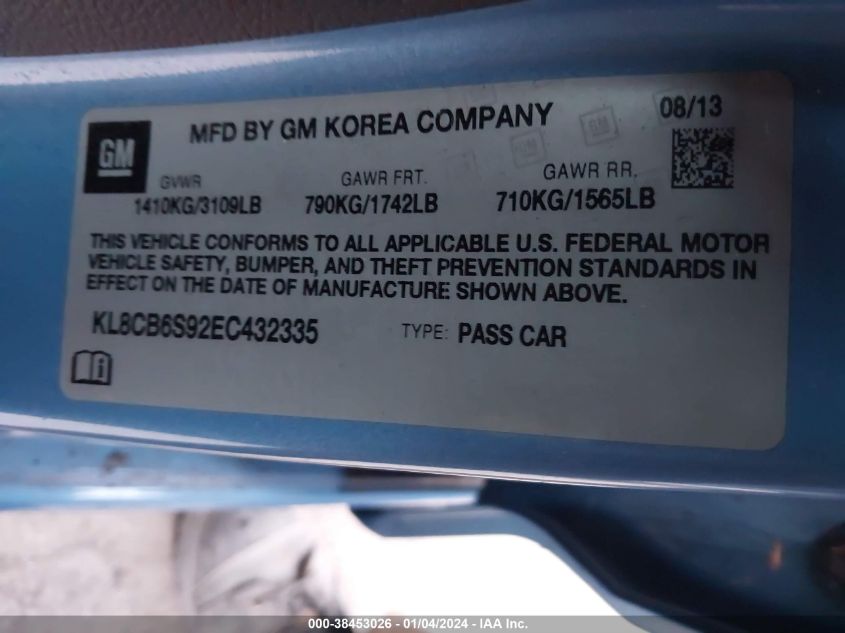 MFD BY GM KOREA COMPANY
08/13
GM
GVWR
GAWR FRT.
GAWR RR.
1410KG/3109LB
790KG/1742LB
710KG/1565LB
THIS VEHICLE CONFORMS TO ALL APPLICABLE U.S. FEDERAL MOTOR
VEHICLE SAFETY, BUMPER, AND THEFT PREVENTION STANDARDS IN
EFFECT ON THE DATE OF MANUFACTURE SHOWN ABOVE.
KL8CB6S92EC432335
TYPE: PASS CAR
000-38453026 - 01/04/2024 - IAA Inc.